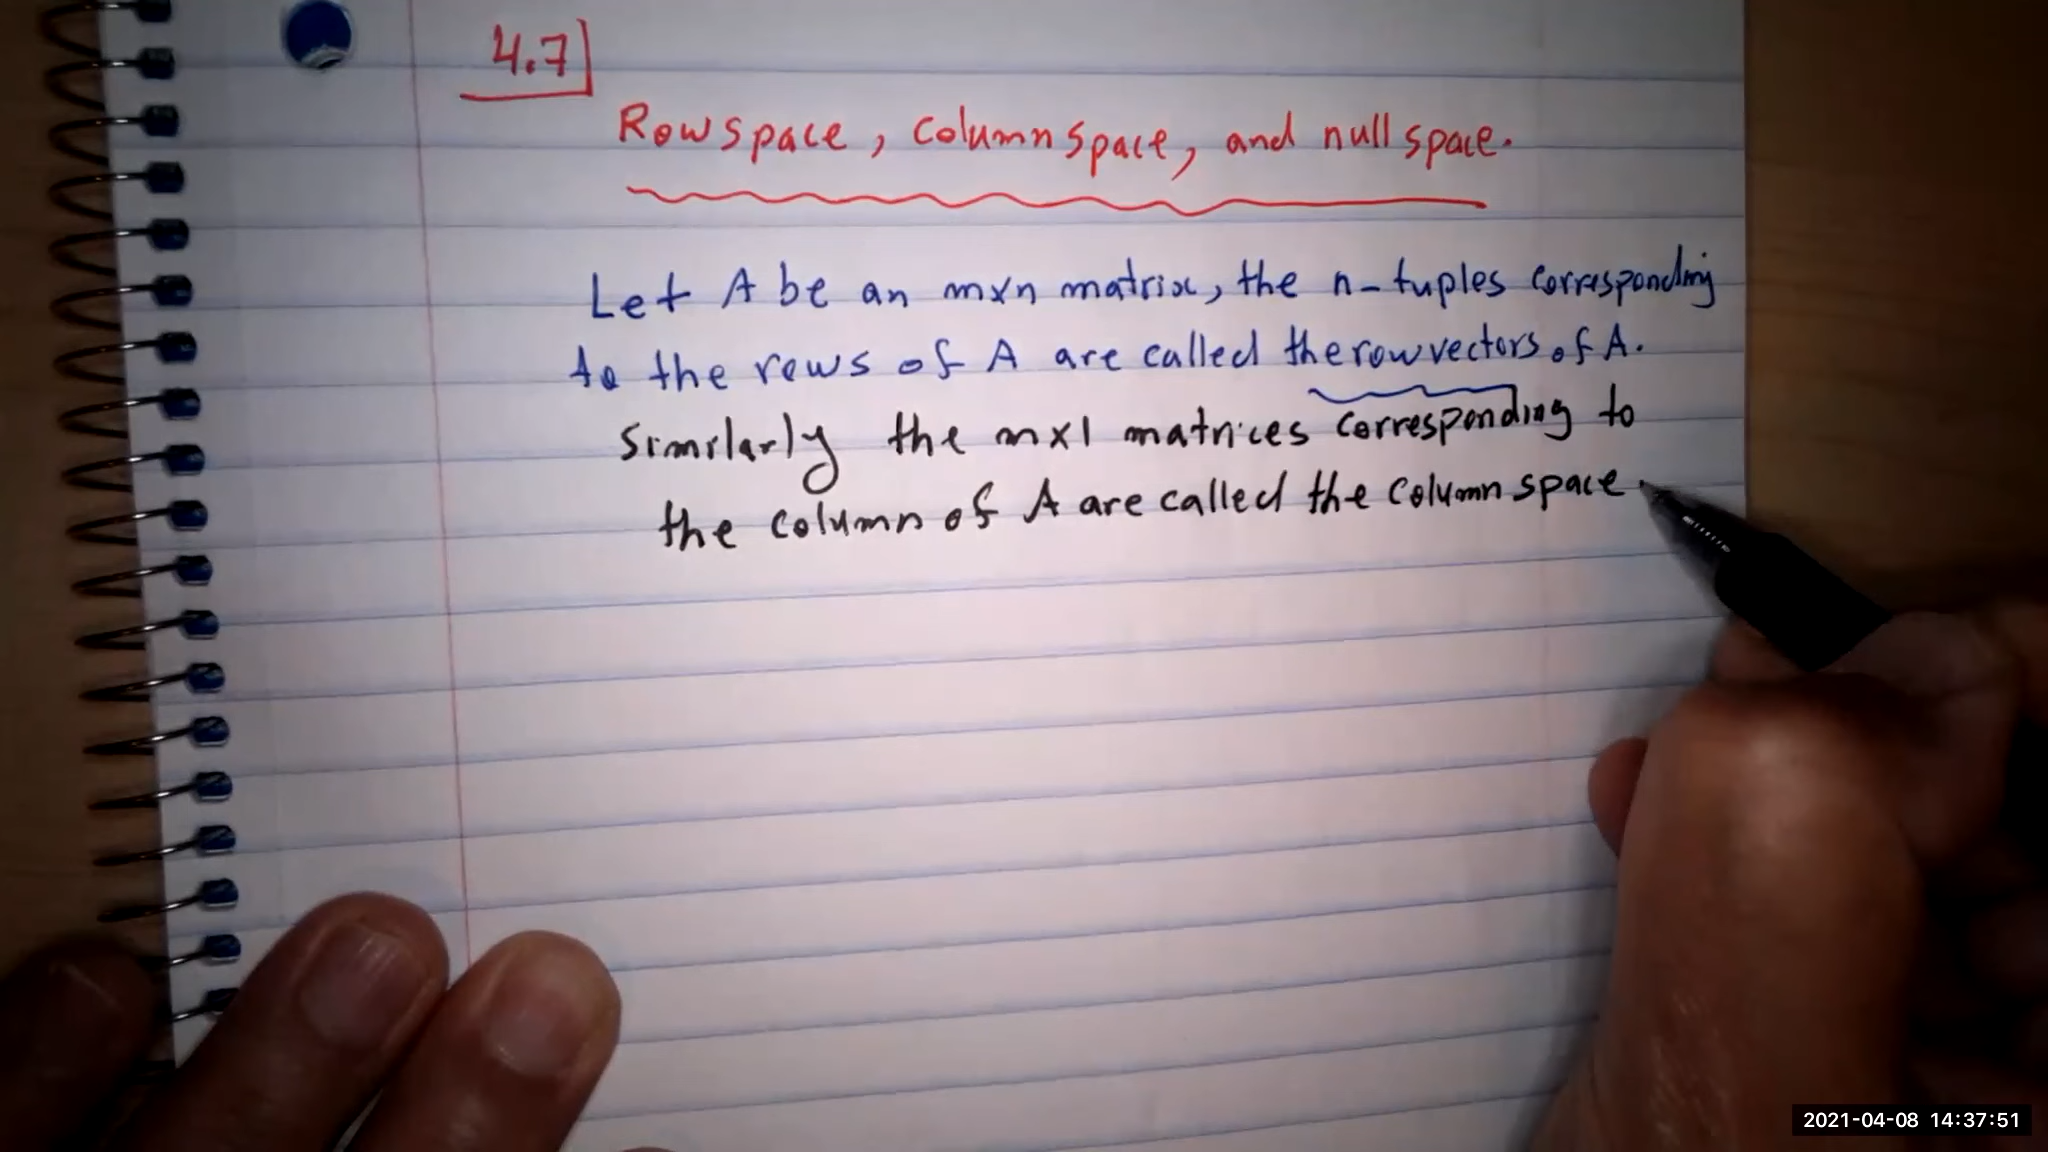 4.7
Row space, column space, and null space.
Let A be an mxn matrix, the n-tuples corresponding
to the rows of A are called the row vectors of A.
Similarly the mx1 matrices corresponding to
the column of A are called the column space.
2021-04-08 14:37:51